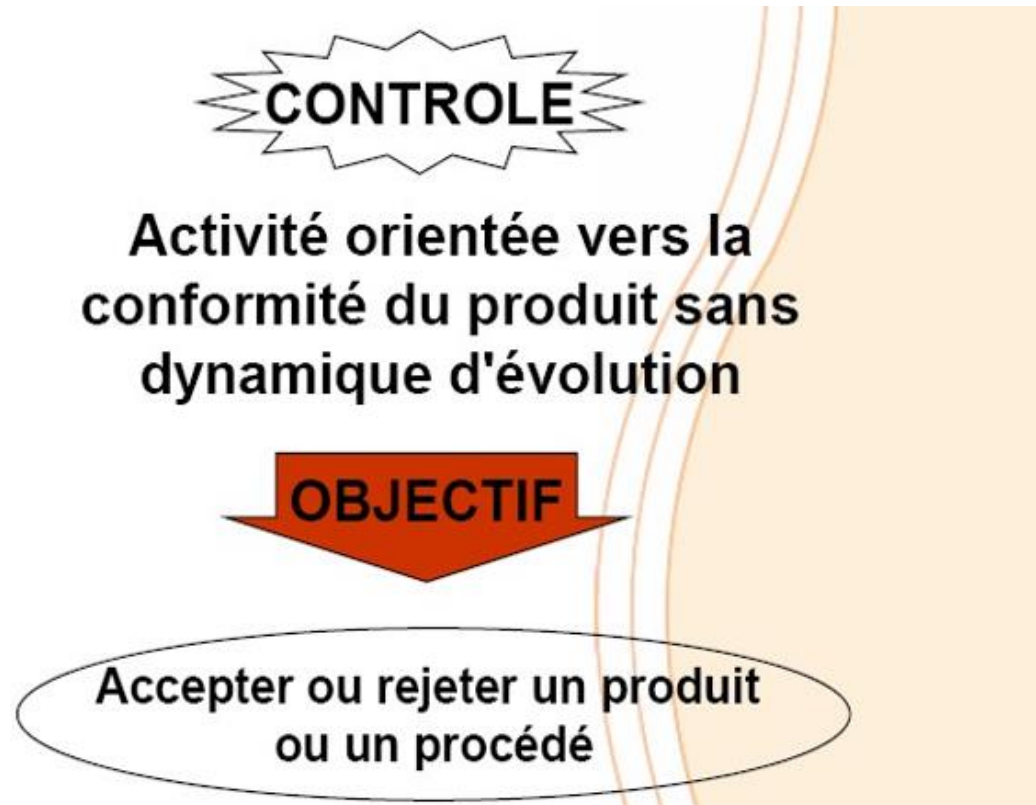 CONTROLE
Activité orientée vers la
conformité du produit sans
dynamique d'évolution
OBJECTIF
Accepter ou rejeter un produit
ou un procédé